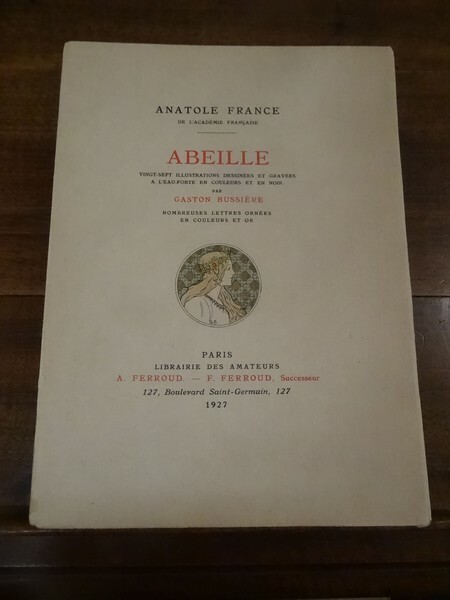 ANATOLE FRANCE
DE L'ACADÉMIE FRANÇAISE
ABEILLE
VINGT-SEPT ILLUSTRATIONS DESSINÉES ET GRAVÉES
A L'EAU-FORTE EN COULEURS ET EN NOIR
PAR
GASTON BUSSIÈRE
NOMBREUSES LETTRES ORNÉES
EN COULEURS ET OR
PARIS
LIBRAIRIE DES AMATEURS
A. FERROUD. — F. FERROUD, Successeur
127, Boulevard Saint-Germain, 127
1927